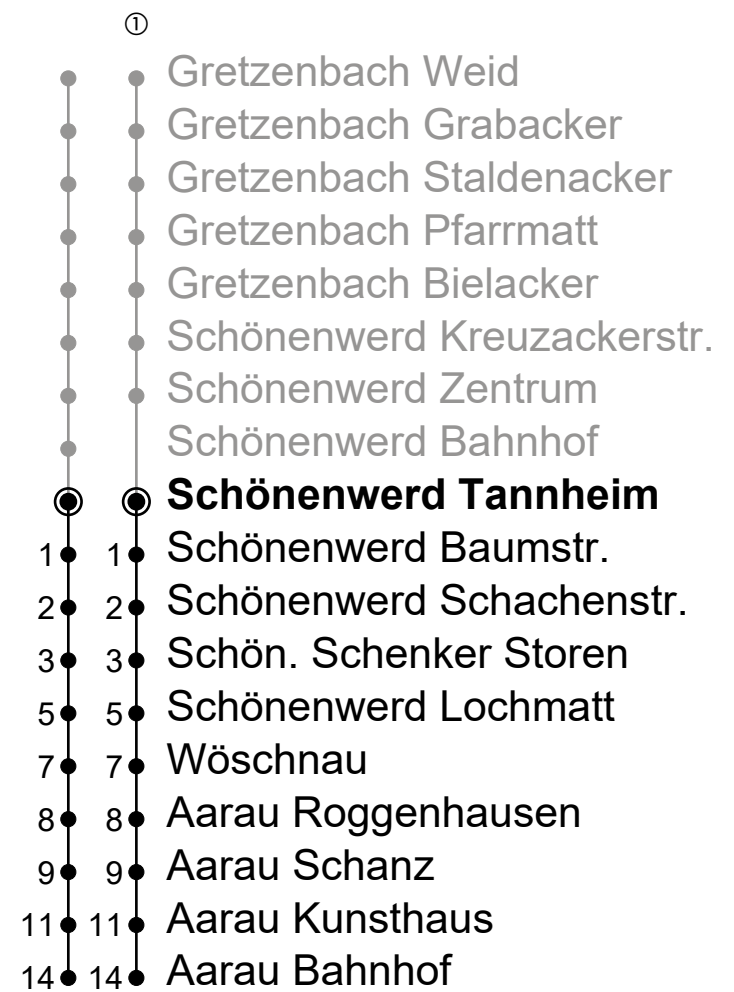 ①
Gretzenbach Weid
Gretzenbach Grabacker
Gretzenbach Staldenacker
Gretzenbach Pfarrmatt
Gretzenbach Bielacker
Schönenwerd Kreuzackerstr.
Schönenwerd Zentrum
Schönenwerd Bahnhof
Schönenwerd Tannheim
1 1 Schönenwerd Baumstr.
2 2 Schönenwerd Schachenstr.
3 3 Schön. Schenker Storen
5 5 Schönenwerd Lochmatt
7 7 Wöschnau
8 8 Aarau Roggenhausen
9 9 Aarau Schanz
11 11 Aarau Kunsthaus
14 14 Aarau Bahnhof